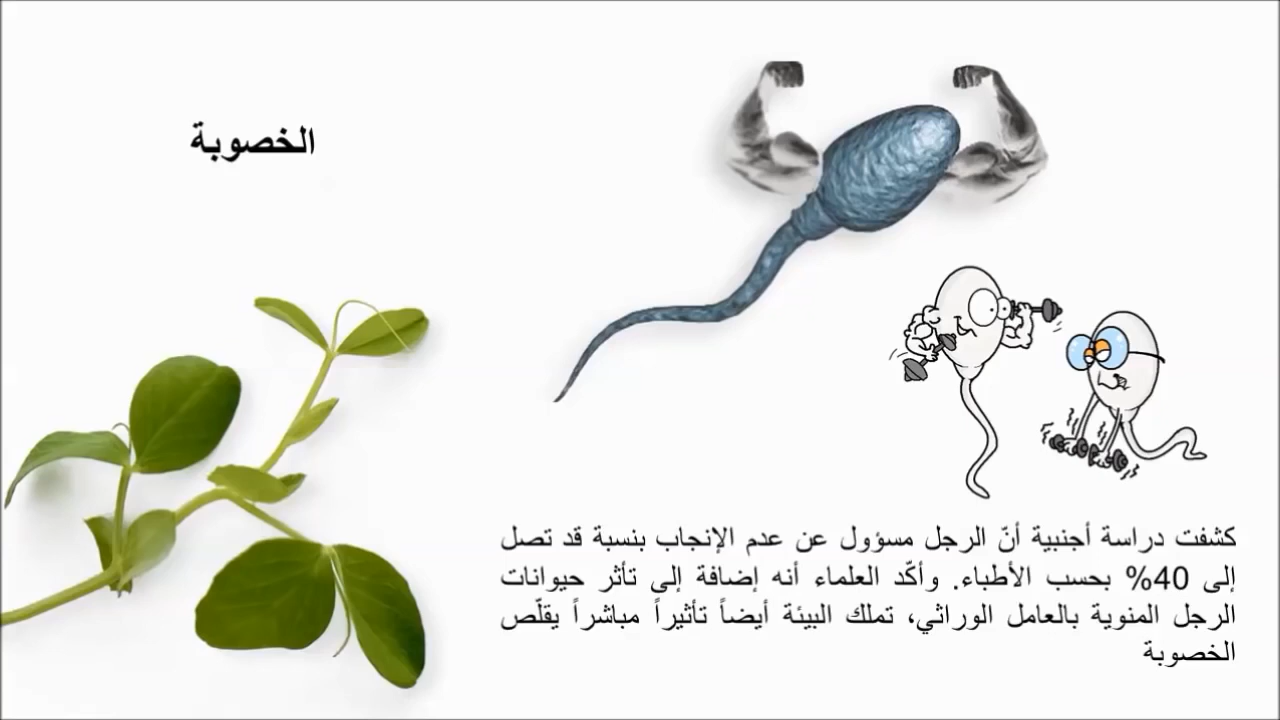 الخصوبة
كشفت دراسة أجنبية أنّ الرجل مسؤول عن عدم الإنجاب بنسبة قد تصل
إلى 40% بحسب الأطباء. وأكّد العلماء أنه إضافة إلى تأثر حيوانات
الرجل المنوية بالعامل الوراثي، تملك البيئة أيضاً تأثيراً مباشراً يقلّص
الخصوبة